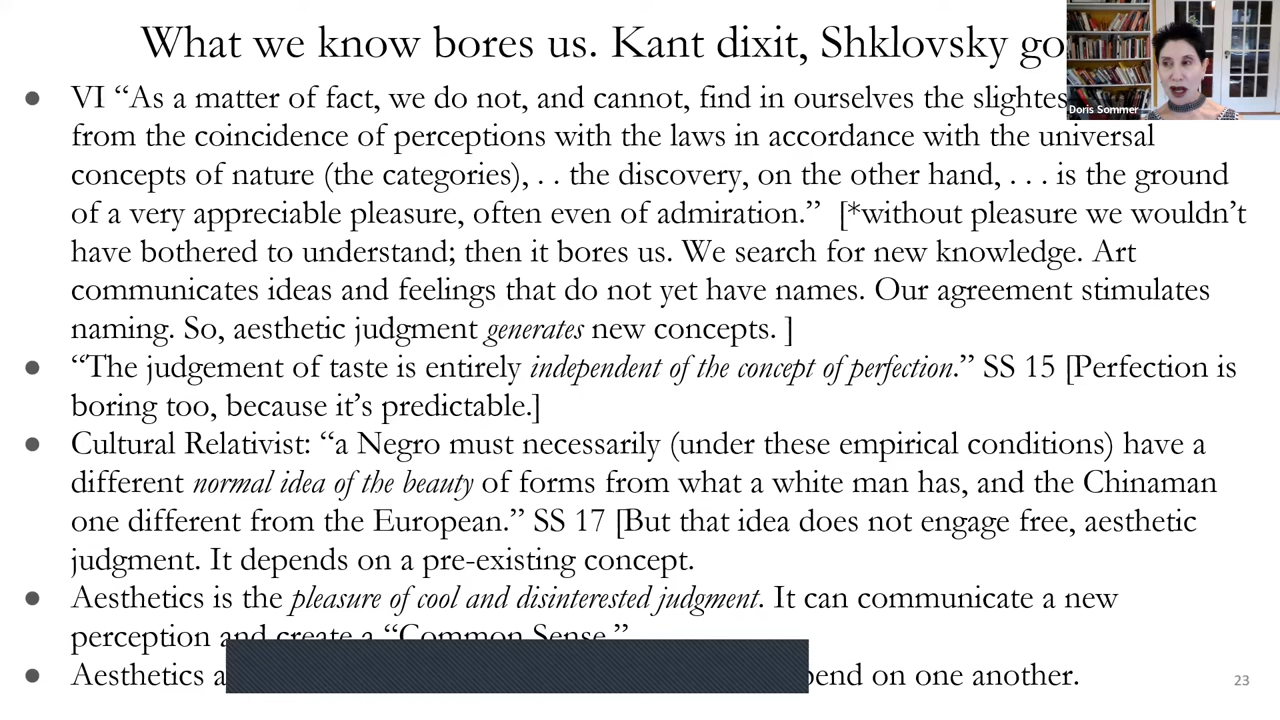 What we know bores us. Kant dixit, Shklovsky go
Doris Sommer
● VI “As a matter of fact, we do not, and cannot, find in ourselves the
from the coincidence of perceptions with the laws in accordance with the universal
concepts of nature (the categories), . . the discovery, on the other hand, . . . is the ground
of a very appreciable pleasure, often even of admiration.” [*without pleasure we wouldn’t
have bothered to understand; then it bores us. We search for new knowledge. Art
communicates ideas and feelings that do not yet have names. Our agreement stimulates
naming. So, aesthetic judgment generates new concepts. ]
● “The judgement of taste is entirely independent of the concept of perfection.” SS 15 [Perfection is
boring too, because it’s predictable.]
● Cultural Relativist: “a Negro must necessarily (under these empirical conditions) have a
different normal idea of the beauty of forms from what a white man has, and the Chinaman
one different from the European.” SS 17 [But that idea does not engage free, aesthetic
judgment. It depends on a pre-existing concept.
● Aesthetics is the pleasure of cool and disinterested judgment. It can communicate a new
perception and create a “Common Sense.”
● Aesthetics on one another.
23